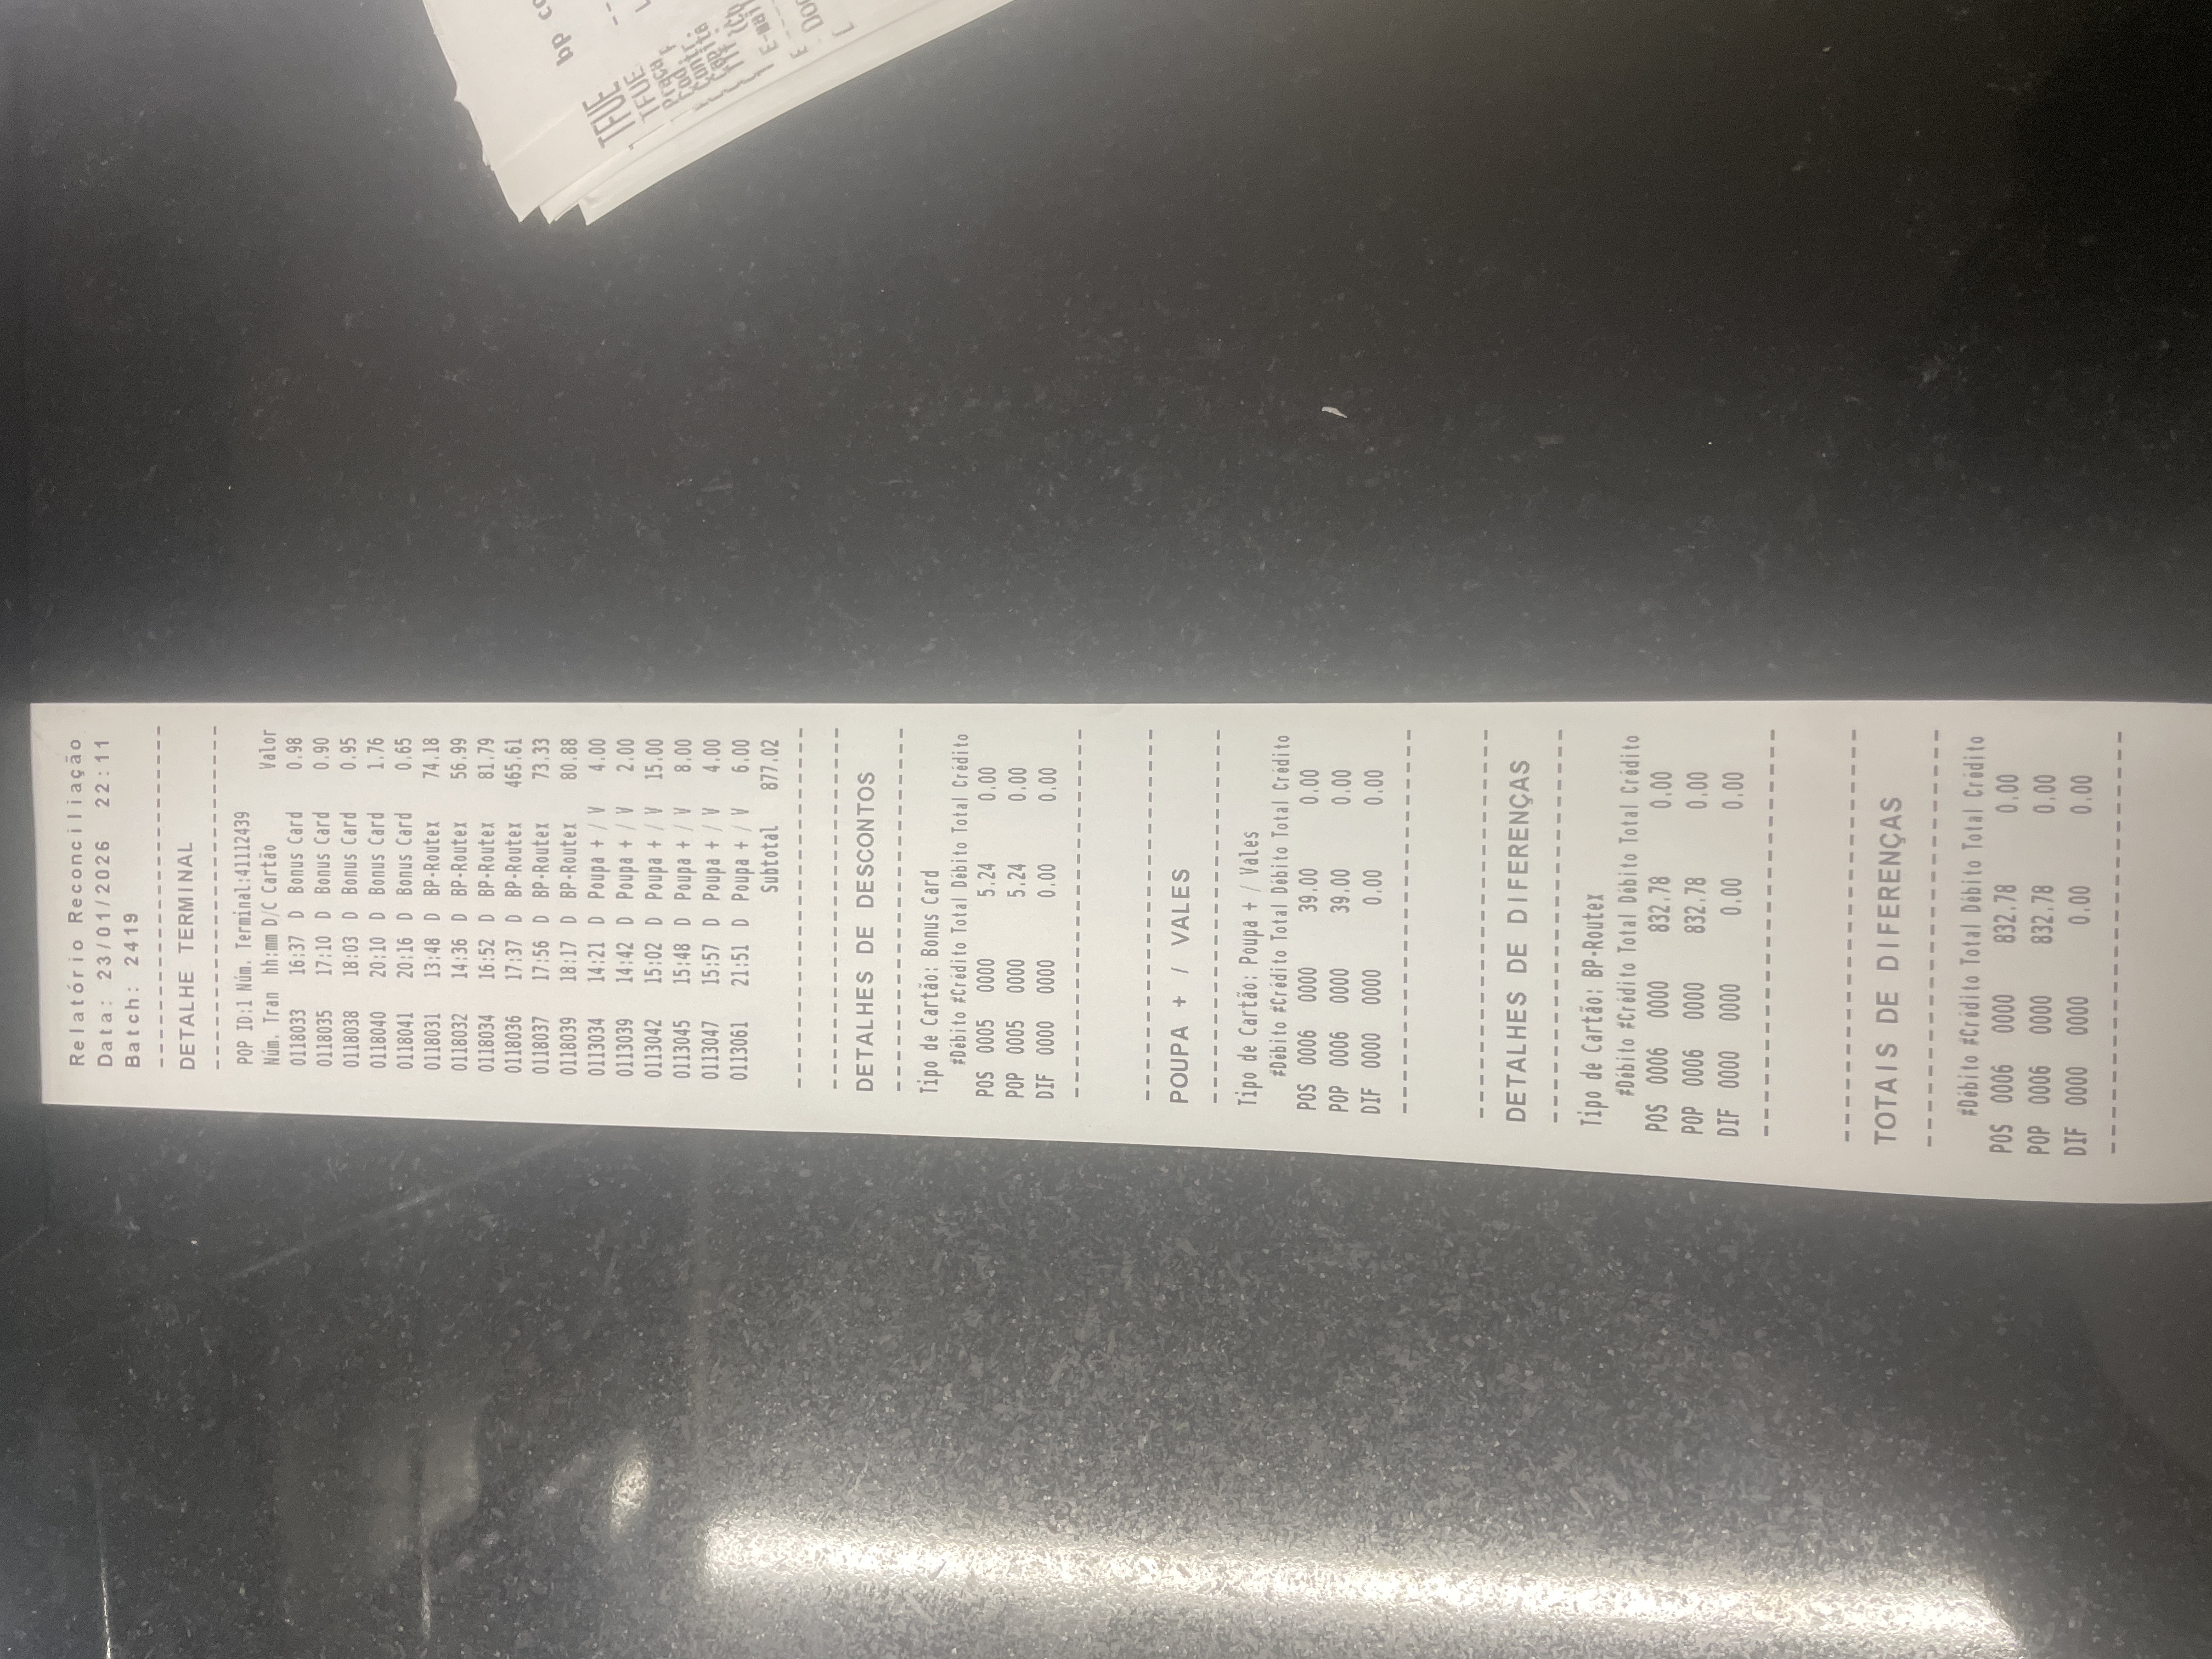 Relatório Reconciliação
Data: 23/01/2026 22:11
Batch: 2419
--------------------------------
DETALHE TERMINAL
--------------------------------
POP ID:1 Núm. Terminal:41112439
Núm. Tran hh:mm D/C Cartão Valor
0118033 16:37 D Bonus Card 0.98
0118035 17:10 D Bonus Card 0.90
0118038 18:03 D Bonus Card 0.95
0118040 20:10 D Bonus Card 1.76
0118041 20:16 D Bonus Card 0.65
0118031 13:48 D BP-Routex 74.18
0118032 14:36 D BP-Routex 56.99
0118034 16:52 D BP-Routex 81.79
0118036 17:37 D BP-Routex 465.61
0118037 17:56 D BP-Routex 73.33
0118039 18:17 D BP-Routex 80.88
0113034 14:21 D Poupa + / V 4.00
0113039 14:42 D Poupa + / V 2.00
0113042 15:02 D Poupa + / V 15.00
0113045 15:48 D Poupa + / V 8.00
0113047 15:57 D Poupa + / V 4.00
0113061 21:51 D Poupa + / V 6.00
Subtotal 877.02
--------------------------------
--------------------------------
DETALHES DE DESCONTOS
--------------------------------
Tipo de Cartão: Bonus Card
#Débito #Crédito Total Débito Total Crédito
POS 0005 0000 5.24 0.00
POP 0005 0000 5.24 0.00
DIF 0000 0000 0.00 0.00
--------------------------------
--------------------------------
POUPA + / VALES
--------------------------------
Tipo de Cartão: Poupa + / Vales
#Débito #Crédito Total Débito Total Crédito
POS 0006 0000 39.00 0.00
POP 0006 0000 39.00 0.00
DIF 0000 0000 0.00 0.00
--------------------------------
--------------------------------
DETALHES DE DIFERENÇAS
--------------------------------
Tipo de Cartão: BP-Routex
#Débito #Crédito Total Débito Total Crédito
POS 0006 0000 832.78 0.00
POP 0006 0000 832.78 0.00
DIF 0000 0000 0.00 0.00
--------------------------------
--------------------------------
TOTAIS DE DIFERENÇAS
--------------------------------
#Débito #Crédito Total Débito Total Crédito
POS 0006 0000 832.78 0.00
POP 0006 0000 832.78 0.00
DIF 0000 0000 0.00 0.00
--------------------------------
bp co
TFUE
TFUE